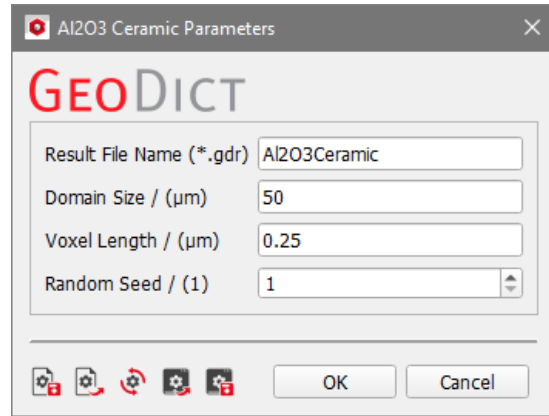 Al2O3 Ceramic Parameters
GEODICT
Result File Name (*.gdr) Al2O3Ceramic
Domain Size / (µm) 50
Voxel Length / (µm) 0.25
Random Seed / (1) 1
OK Cancel